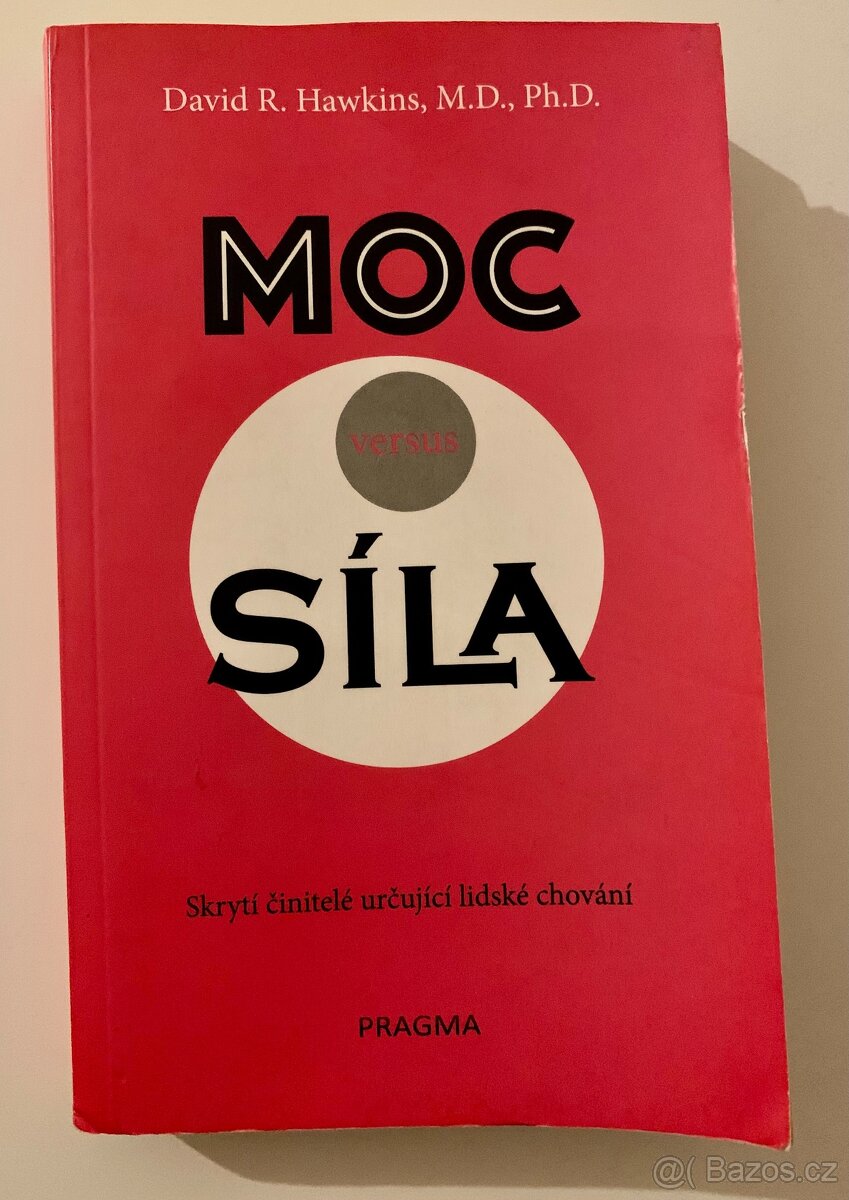 David R. Hawkins, M.D., Ph.D.
MOC
versus
SÍLA
Skrytí činitelé určující lidské chování
PRAGMA
@( Bazos.cz